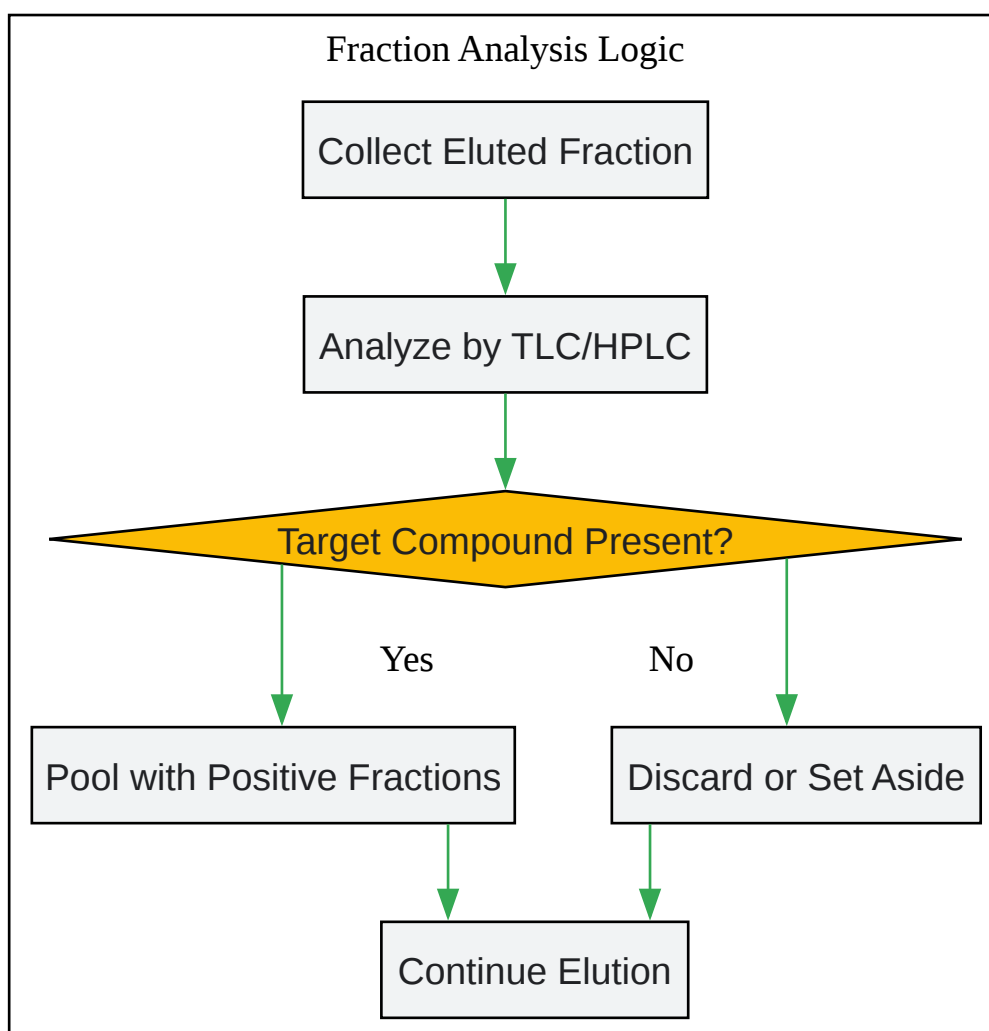 Fraction Analysis Logic
Collect Eluted Fraction
Analyze by TLC/HPLC
Target Compound Present?
Yes
No
Pool with Positive Fractions
Discard or Set Aside
Continue Elution